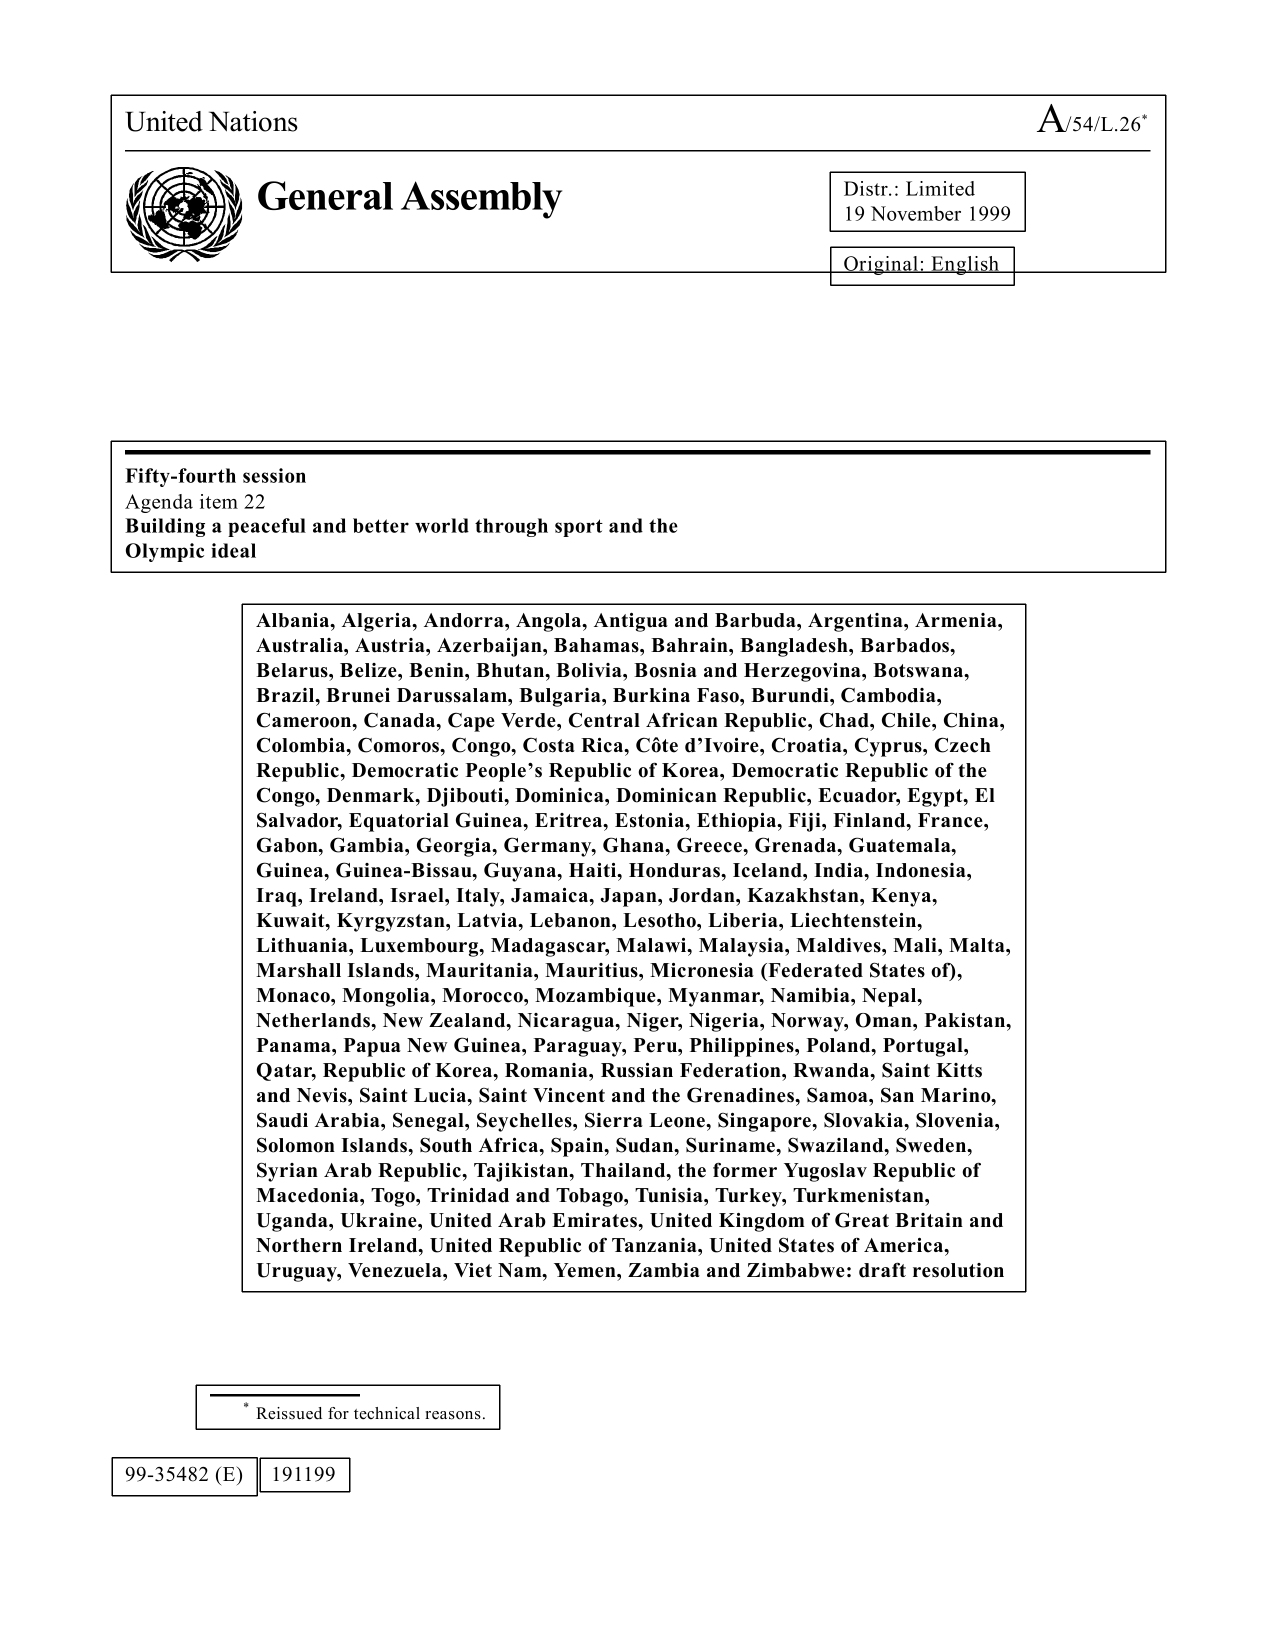 United Nations
A/54/L.26*
General Assembly
Distr.: Limited
19 November 1999
Original: English
Fifty-fourth session
Agenda item 22
Building a peaceful and better world through sport and the
Olympic ideal
Albania, Algeria, Andorra, Angola, Antigua and Barbuda, Argentina, Armenia,
Australia, Austria, Azerbaijan, Bahamas, Bahrain, Bangladesh, Barbados,
Belarus, Belize, Benin, Bhutan, Bolivia, Bosnia and Herzegovina, Botswana,
Brazil, Brunei Darussalam, Bulgaria, Burkina Faso, Burundi, Cambodia,
Cameroon, Canada, Cape Verde, Central African Republic, Chad, Chile, China,
Colombia, Comoros, Congo, Costa Rica, Côte d’Ivoire, Croatia, Cyprus, Czech
Republic, Democratic People’s Republic of Korea, Democratic Republic of the
Congo, Denmark, Djibouti, Dominica, Dominican Republic, Ecuador, Egypt, El
Salvador, Equatorial Guinea, Eritrea, Estonia, Ethiopia, Fiji, Finland, France,
Gabon, Gambia, Georgia, Germany, Ghana, Greece, Grenada, Guatemala,
Guinea, Guinea-Bissau, Guyana, Haiti, Honduras, Iceland, India, Indonesia,
Iraq, Ireland, Israel, Italy, Jamaica, Japan, Jordan, Kazakhstan, Kenya,
Kuwait, Kyrgyzstan, Latvia, Lebanon, Lesotho, Liberia, Liechtenstein,
Lithuania, Luxembourg, Madagascar, Malawi, Malaysia, Maldives, Mali, Malta,
Marshall Islands, Mauritania, Mauritius, Micronesia (Federated States of),
Monaco, Mongolia, Morocco, Mozambique, Myanmar, Namibia, Nepal,
Netherlands, New Zealand, Nicaragua, Niger, Nigeria, Norway, Oman, Pakistan,
Panama, Papua New Guinea, Paraguay, Peru, Philippines, Poland, Portugal,
Qatar, Republic of Korea, Romania, Russian Federation, Rwanda, Saint Kitts
and Nevis, Saint Lucia, Saint Vincent and the Grenadines, Samoa, San Marino,
Saudi Arabia, Senegal, Seychelles, Sierra Leone, Singapore, Slovakia, Slovenia,
Solomon Islands, South Africa, Spain, Sudan, Suriname, Swaziland, Sweden,
Syrian Arab Republic, Tajikistan, Thailand, the former Yugoslav Republic of
Macedonia, Togo, Trinidad and Tobago, Tunisia, Turkey, Turkmenistan,
Uganda, Ukraine, United Arab Emirates, United Kingdom of Great Britain and
Northern Ireland, United Republic of Tanzania, United States of America,
Uruguay, Venezuela, Viet Nam, Yemen, Zambia and Zimbabwe: draft resolution
* Reissued for technical reasons.
99-35482 (E) 191199